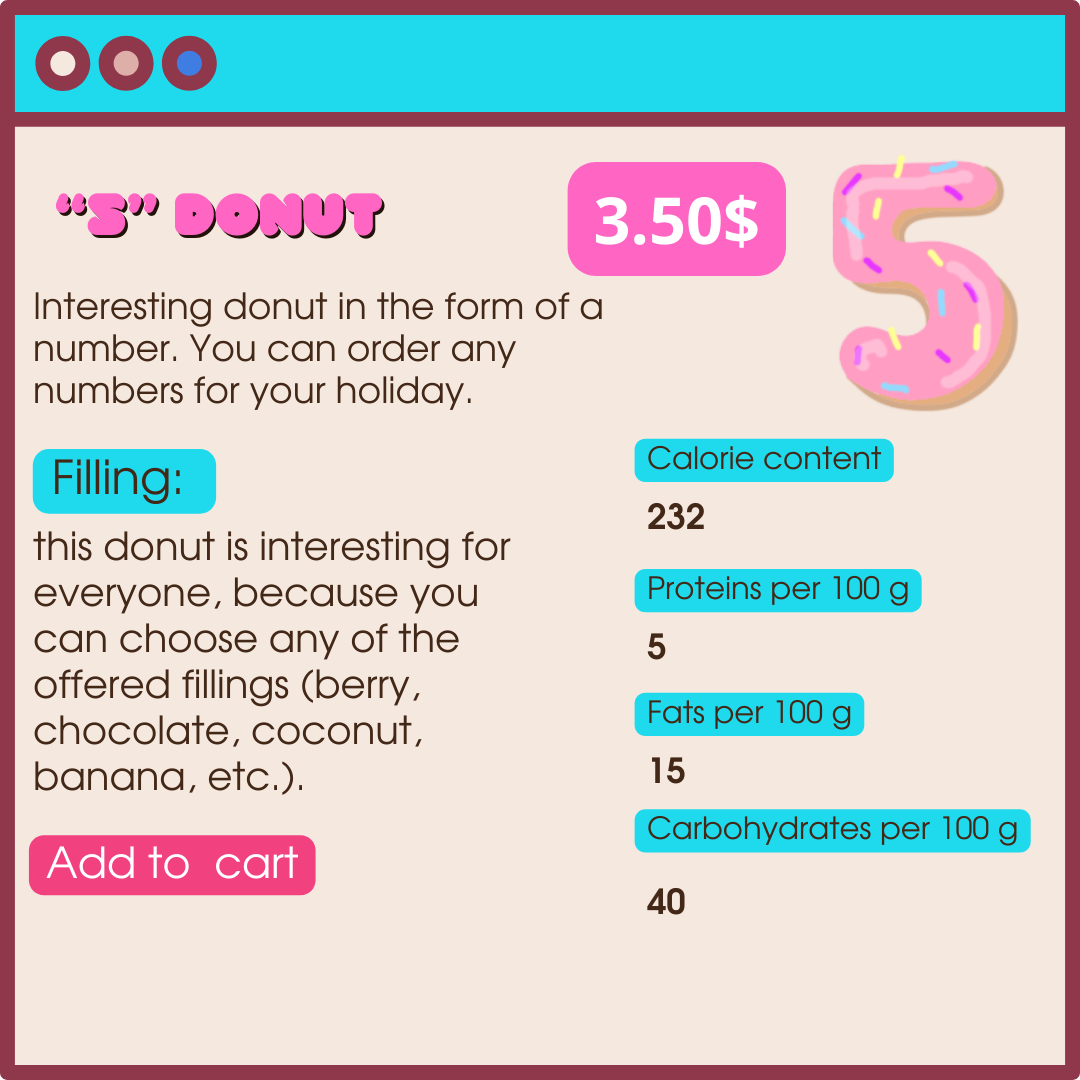 “5” DONUT
3.50$
Interesting donut in the form of a
number. You can order any
numbers for your holiday.
Filling:
this donut is interesting for
everyone, because you
can choose any of the
offered fillings (berry,
chocolate, coconut,
banana, etc.).
Add to cart
5
Calorie content
232
Proteins per 100 g
5
Fats per 100 g
15
Carbohydrates per 100 g
40